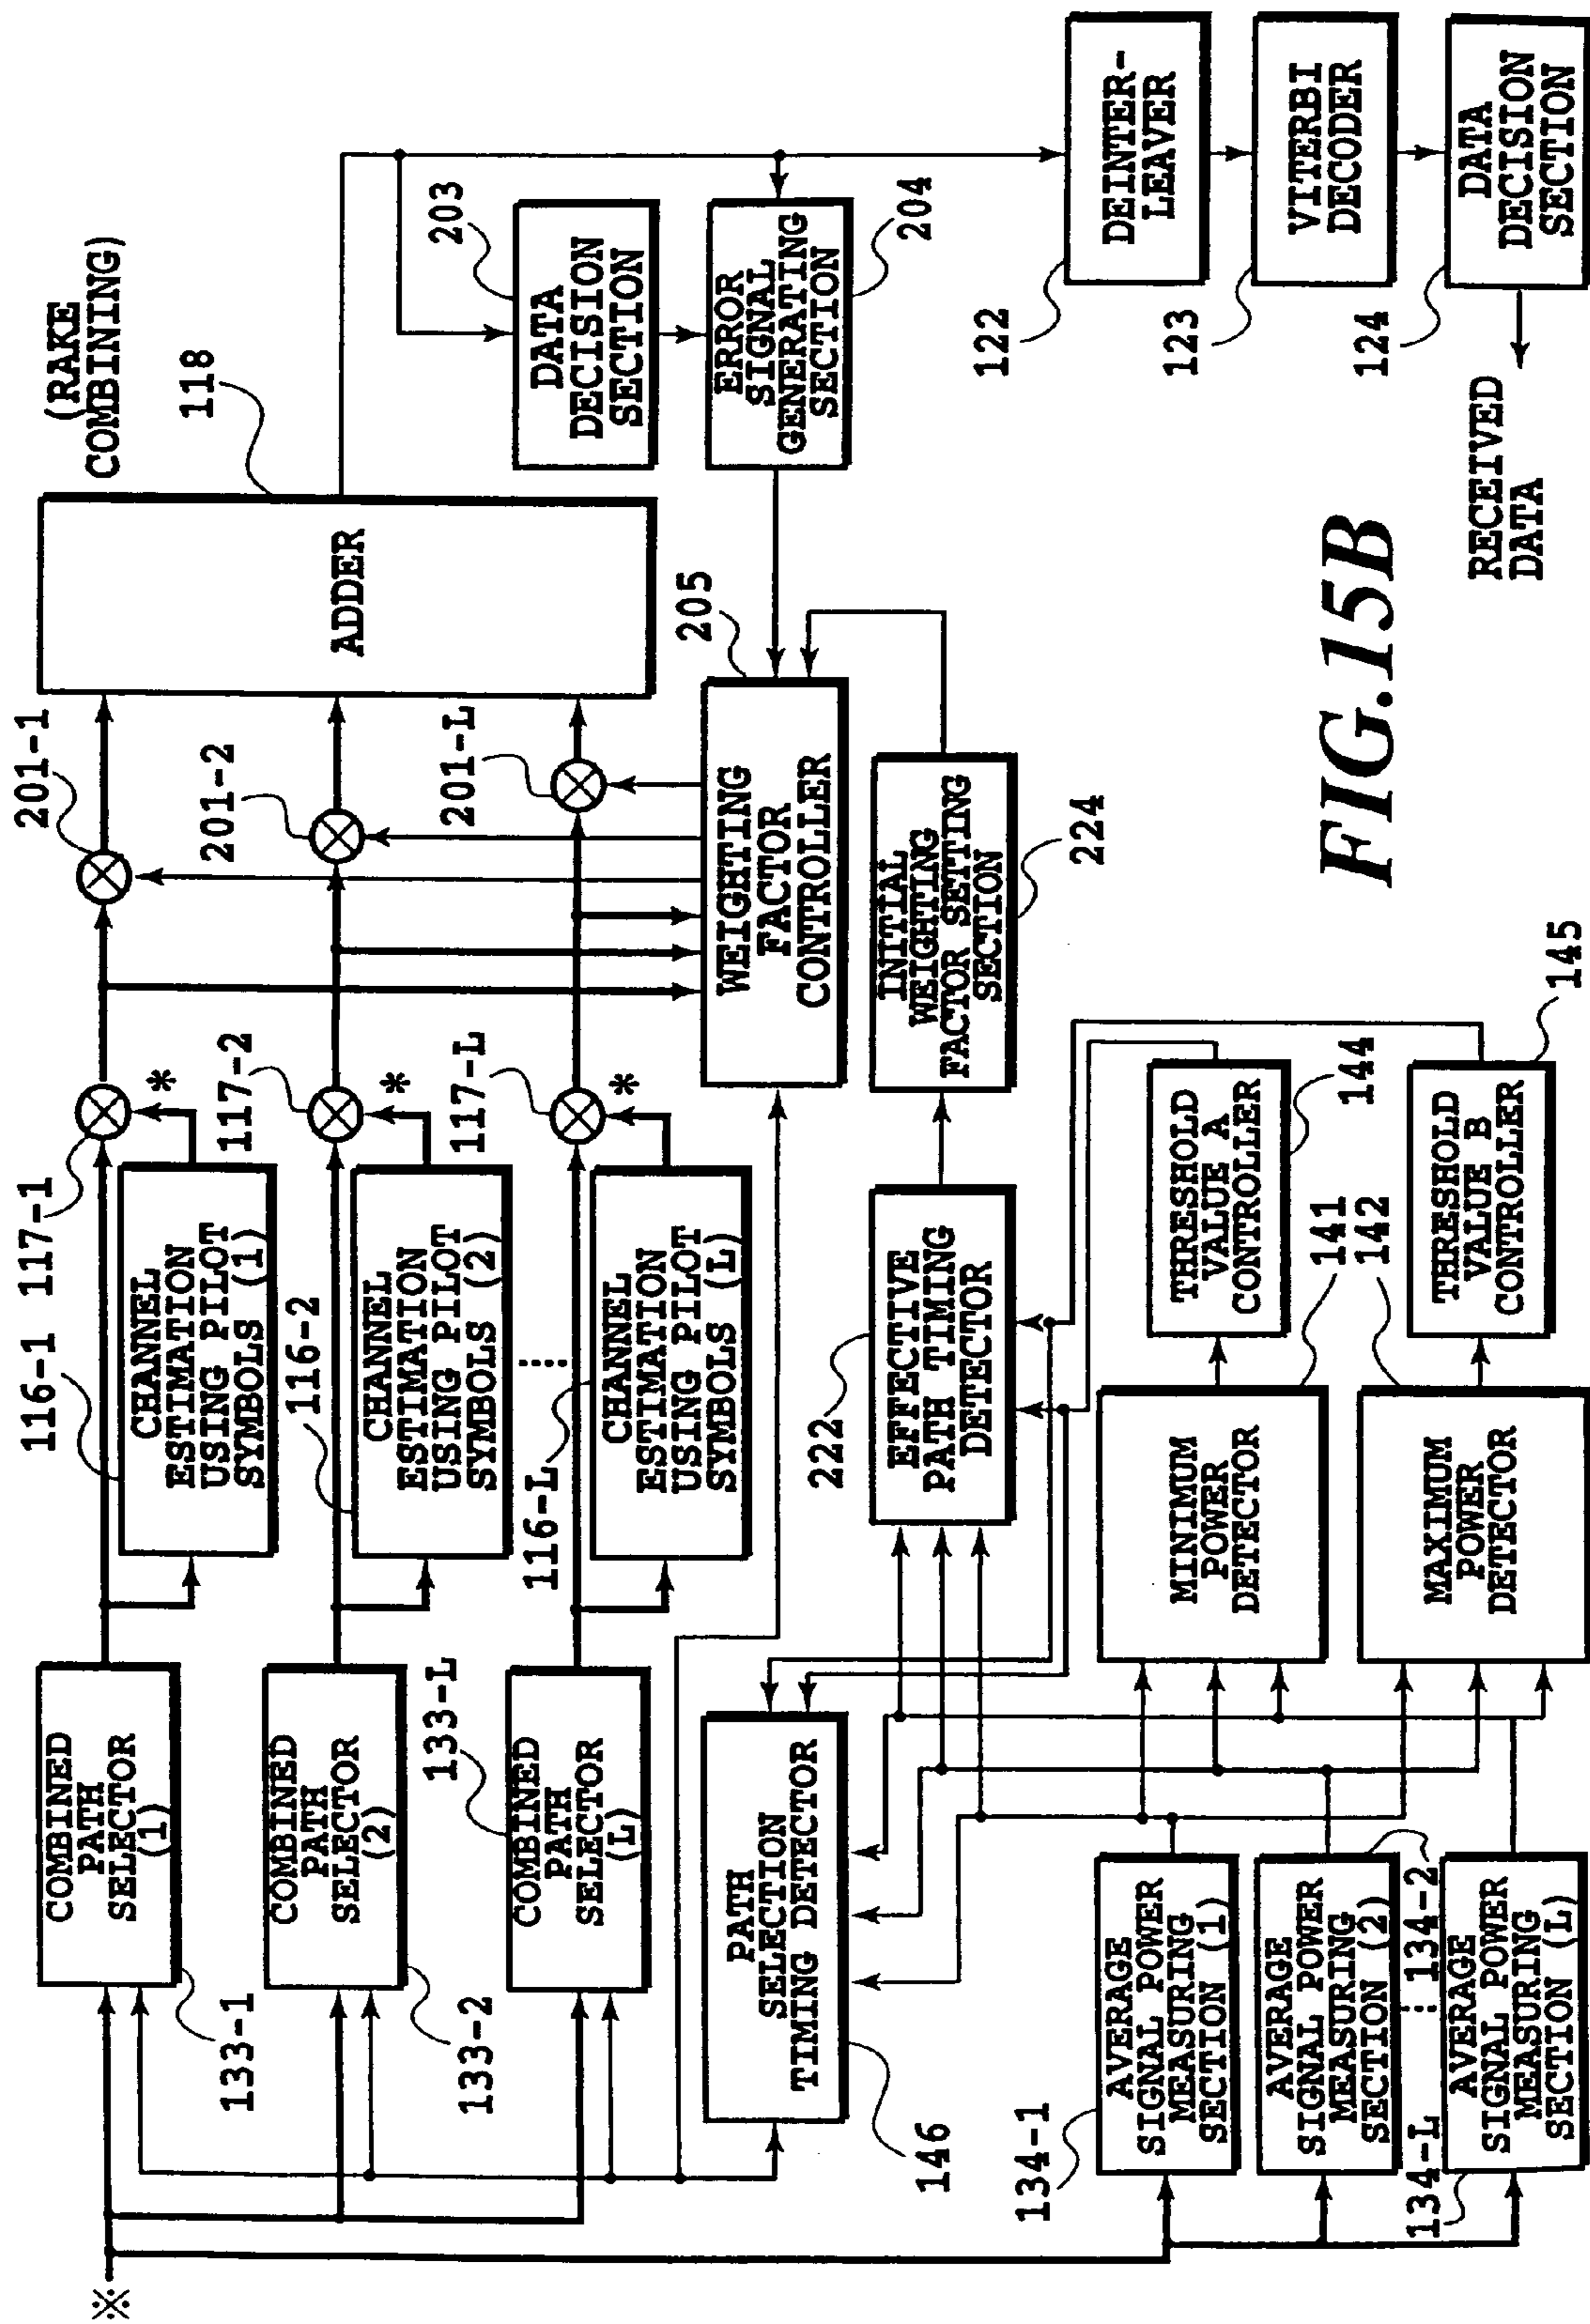 ※
COMBINED
PATH
SELECTOR
(1)
133-1
COMBINED
PATH
SELECTOR
(2)
133-2
COMBINED
PATH
SELECTOR
(L)
133-L
116-1
CHANNEL
ESTIMATION
USING PILOT
SYMBOLS (1)
117-1
*
116-2
CHANNEL
ESTIMATION
USING PILOT
SYMBOLS (2)
117-2
*
116-L
CHANNEL
ESTIMATION
USING PILOT
SYMBOLS (L)
117-L
*
201-1
201-2
201-L
(RAKE
COMBINING)
118
ADDER
203
DATA
DECISION
SECTION
ERROR
SIGNAL
GENERATING
SECTION
204
205
WEIGHTING
FACTOR
CONTROLLER
INITIAL
WEIGHTING
FACTOR SETTING
SECTION
224
222
EFFECTIVE
PATH TIMING
DETECTOR
PATH
SELECTION
TIMING DETECTOR
146
134-1
AVERAGE
SIGNAL POWER
MEASURING
SECTION (1)
AVERAGE
SIGNAL POWER
MEASURING
SECTION (2)
134-2
134-L
AVERAGE
SIGNAL POWER
MEASURING
SECTION (L)
MINIMUM
POWER
DETECTOR
141
MAXIMUM
POWER
DETECTOR
142
THRESHOLD
VALUE A
CONTROLLER
144
THRESHOLD
VALUE B
CONTROLLER
145
122
DEINTER-
LEAVER
123
VITERBI
DECODER
124
DATA
DECISION
SECTION
RECEIVED
DATA
FIG.15B